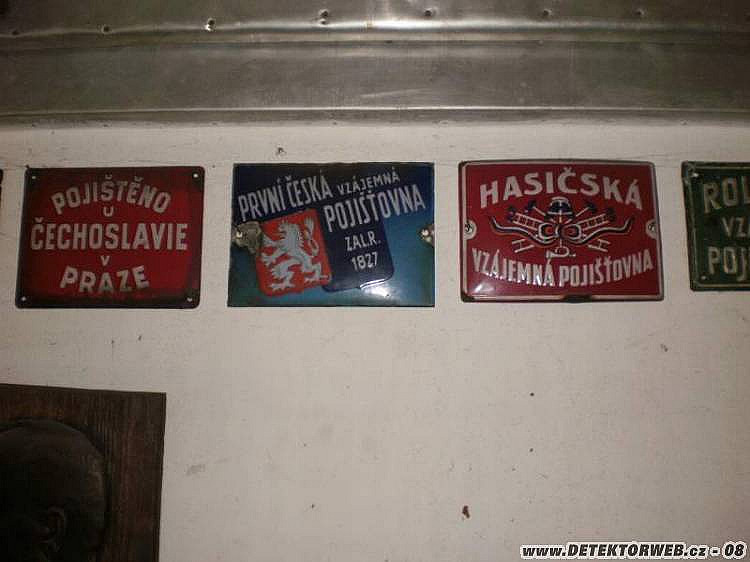 POJIŠTĚNO
U
ČECHOSLAVIE
V
PRAZE
PRVNÍ ČESKÁ VZÁJEMNÁ
POJIŠŤOVNA
ZAL.R.
1827
HASIČSKÁ
VZÁJEMNÁ POJIŠŤOVNA
www.DETEKTORWEB.cz - 08